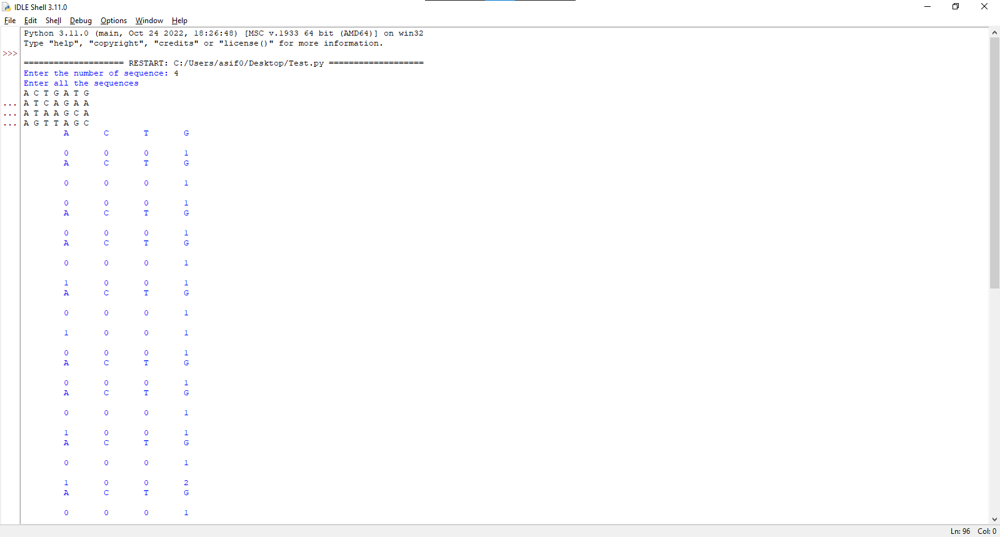 IDLE Shell 3.11.0
File Edit Shell Debug Options Window Help
Python 3.11.0 (main, Oct 24 2022, 18:26:48) [MSC v.1933 64 bit (AMD64)] on win32
Type "help", "copyright", "credits" or "license()" for more information.
>>>
==================== RESTART: C:/Users/asif0/Desktop/Test.py ===================
Enter the number of sequence: 4
Enter all the sequences
A C T G A T G
... A T C A G A A
... A T A A G C A
... A G T T A G C
A C T G
0 0 0 1
A C T G
0 0 0 1
0 0 0 1
A C T G
0 0 0 1
A C T G
0 0 0 1
1 0 0 1
A C T G
0 0 0 1
1 0 0 1
0 0 0 1
A C T G
0 0 0 1
A C T G
0 0 0 1
1 0 0 1
A C T G
0 0 0 1
1 0 0 2
A C T G
0 0 0 1
Ln: 96 Col: 0